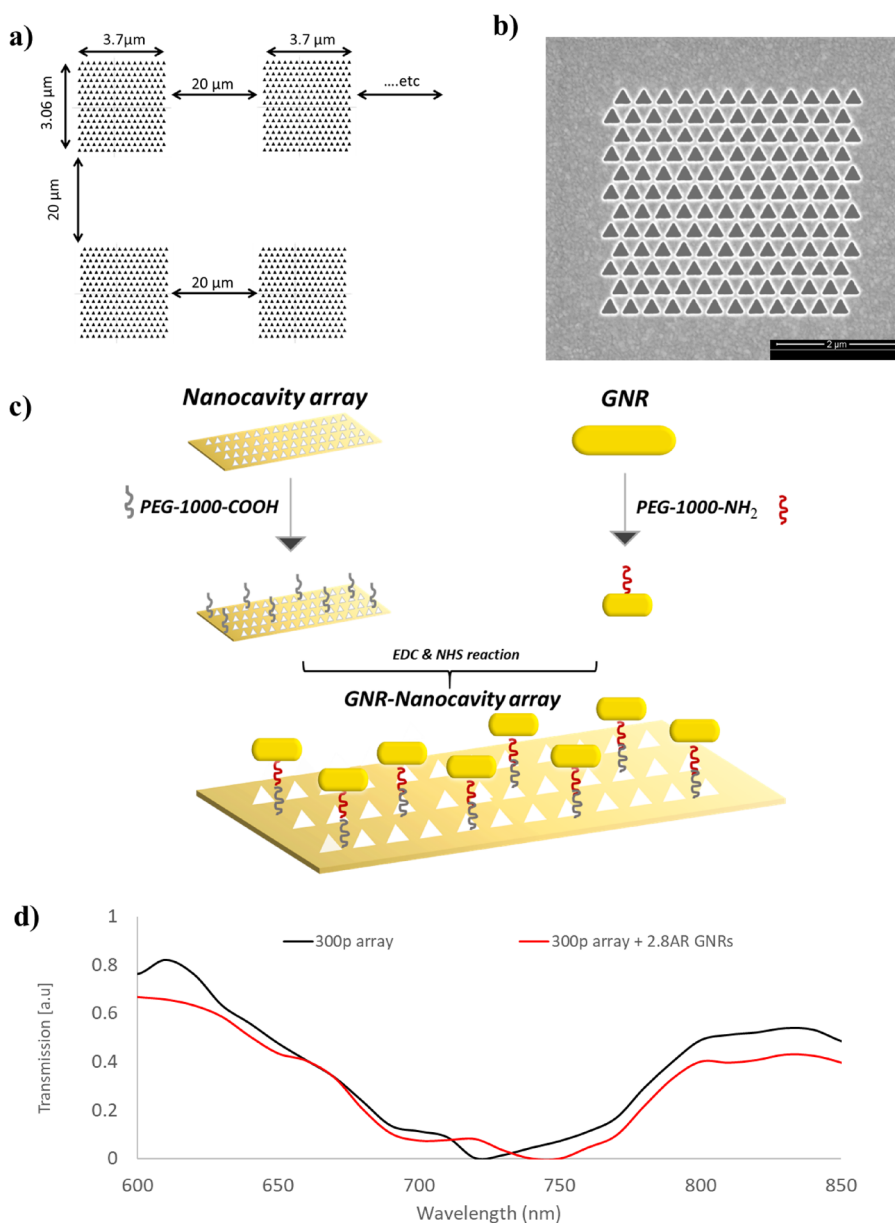 a)
3.7µm
3.7 µm
20 µm
....etc
3.06 µm
20 µm
20 µm
b)
2 µm
c)
Nanocavity array
GNR
PEG-1000-COOH
PEG-1000-NH2
EDC & NHS reaction
GNR-Nanocavity array
d)
1
0.8
0.6
0.4
0.2
0
Transmission [a.u]
300p array
300p array + 2.8AR GNRs
600
650
700
750
800
850
Wavelength (nm)